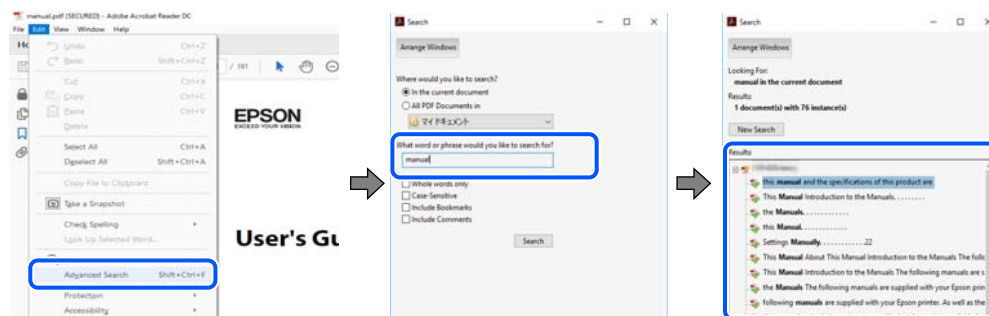 manual.pdf (SECURED) - Adobe Acrobat Reader DC
File Edit View Window Help
Undo Ctrl+Z
Redo Shift+Ctrl+Z
Cut Ctrl+X
Copy Ctrl+C
Paste Ctrl+V
Delete
Select All Ctrl+A
Deselect All Shift+Ctrl+A
Copy File to Clipboard
Take a Snapshot
Check Spelling
Look Up Selected Word...
Advanced Search Shift+Ctrl+F
Protection
Accessibility
/ 191
EPSON
EXCEED YOUR VISION
User's Gu
Search
Arrange Windows
Where would you like to search?
In the current document
All PDF Documents in
マイ ドキュメント
What word or phrase would you like to search for?
manual
Whole words only
Case-Sensitive
Include Bookmarks
Include Comments
Search
Search
Arrange Windows
Looking For:
manual in the current document
Results:
1 document(s) with 76 instance(s)
New Search
Results:
this manual and the specifications of this product are
This Manual Introduction to the Manuals. . . . . . . . .
the Manuals. . . . . . . . . . . . .
this Manual. . . . . . . . . . . . .
Settings Manually. . . . . . . . . . . . .22
This Manual About This Manual Introduction to the Manuals The follo
This Manual Introduction to the Manuals The following manuals are s
the Manuals The following manuals are supplied with your Epson prin
following manuals are supplied with your Epson printer. As well as the